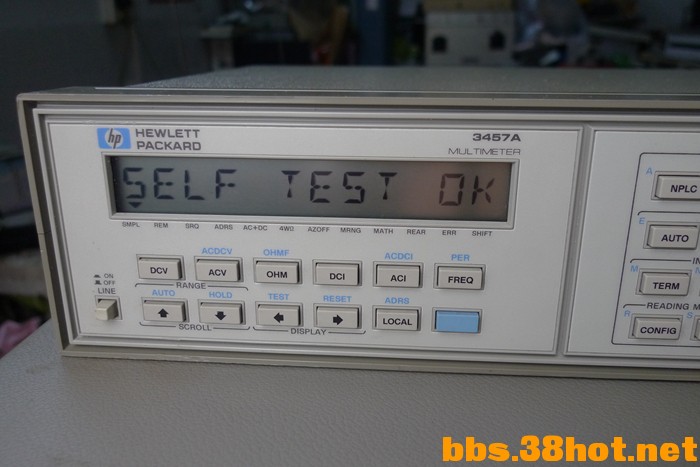 hp HEWLETT PACKARD
3457A
MULTIMETER
SELF TEST OK
SMPL REM SRQ ADRS AC+DC 4WD AZOFF MRNG MATH REAR ERR SHIFT
ACDCV OHMF ACDCI PER
DCV ACV OHM DCI ACI FREQ
ON
OFF
LINE
RANGE
AUTO HOLD TEST RESET ADRS
LOCAL
SCROLL DISPLAY
A
NPLC
E
AUTO
IN
M
TERM
READING M
R S
CONFIG
bbs.38hot.net